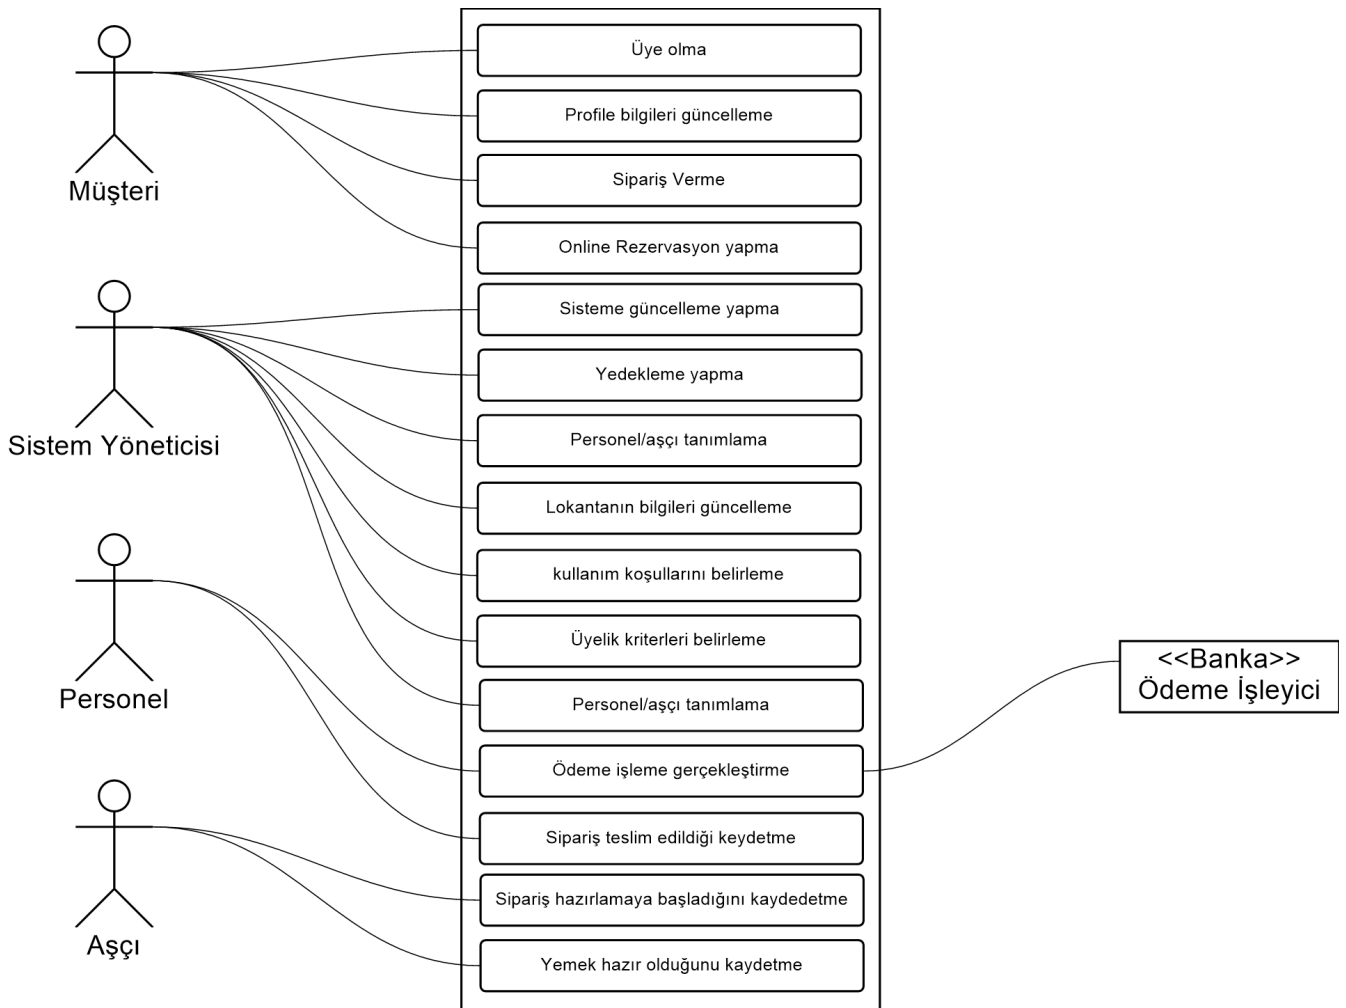 Müşteri
Sistem Yöneticisi
Personel
Aşçı
Üye olma
Profile bilgileri güncelleme
Sipariş Verme
Online Rezervasyon yapma
Sisteme güncelleme yapma
Yedekleme yapma
Personel/aşçı tanımlama
Lokantanın bilgileri güncelleme
kullanım koşullarını belirleme
Üyelik kriterleri belirleme
Personel/aşçı tanımlama
Ödeme işleme gerçekleştirme
Sipariş teslim edildiği keydetme
Sipariş hazırlamaya başladığını kaydedetme
Yemek hazır olduğunu kaydetme
<<Banka>>
Ödeme İşleyici